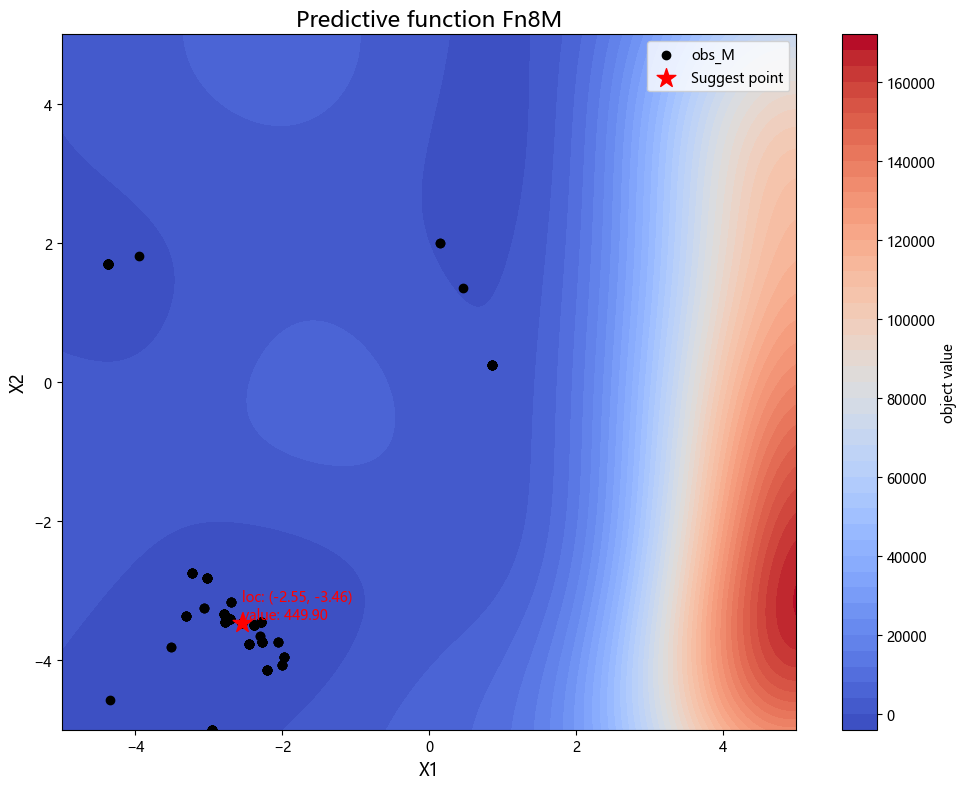 Predictive function Fn8M
obs_M
Suggest point
loc: (-2.55, -3.46)
value: 449.90
4
2
0
−2
−4
X2
−4
−2
0
2
4
X1
160000
140000
120000
100000
80000
60000
40000
20000
0
object value